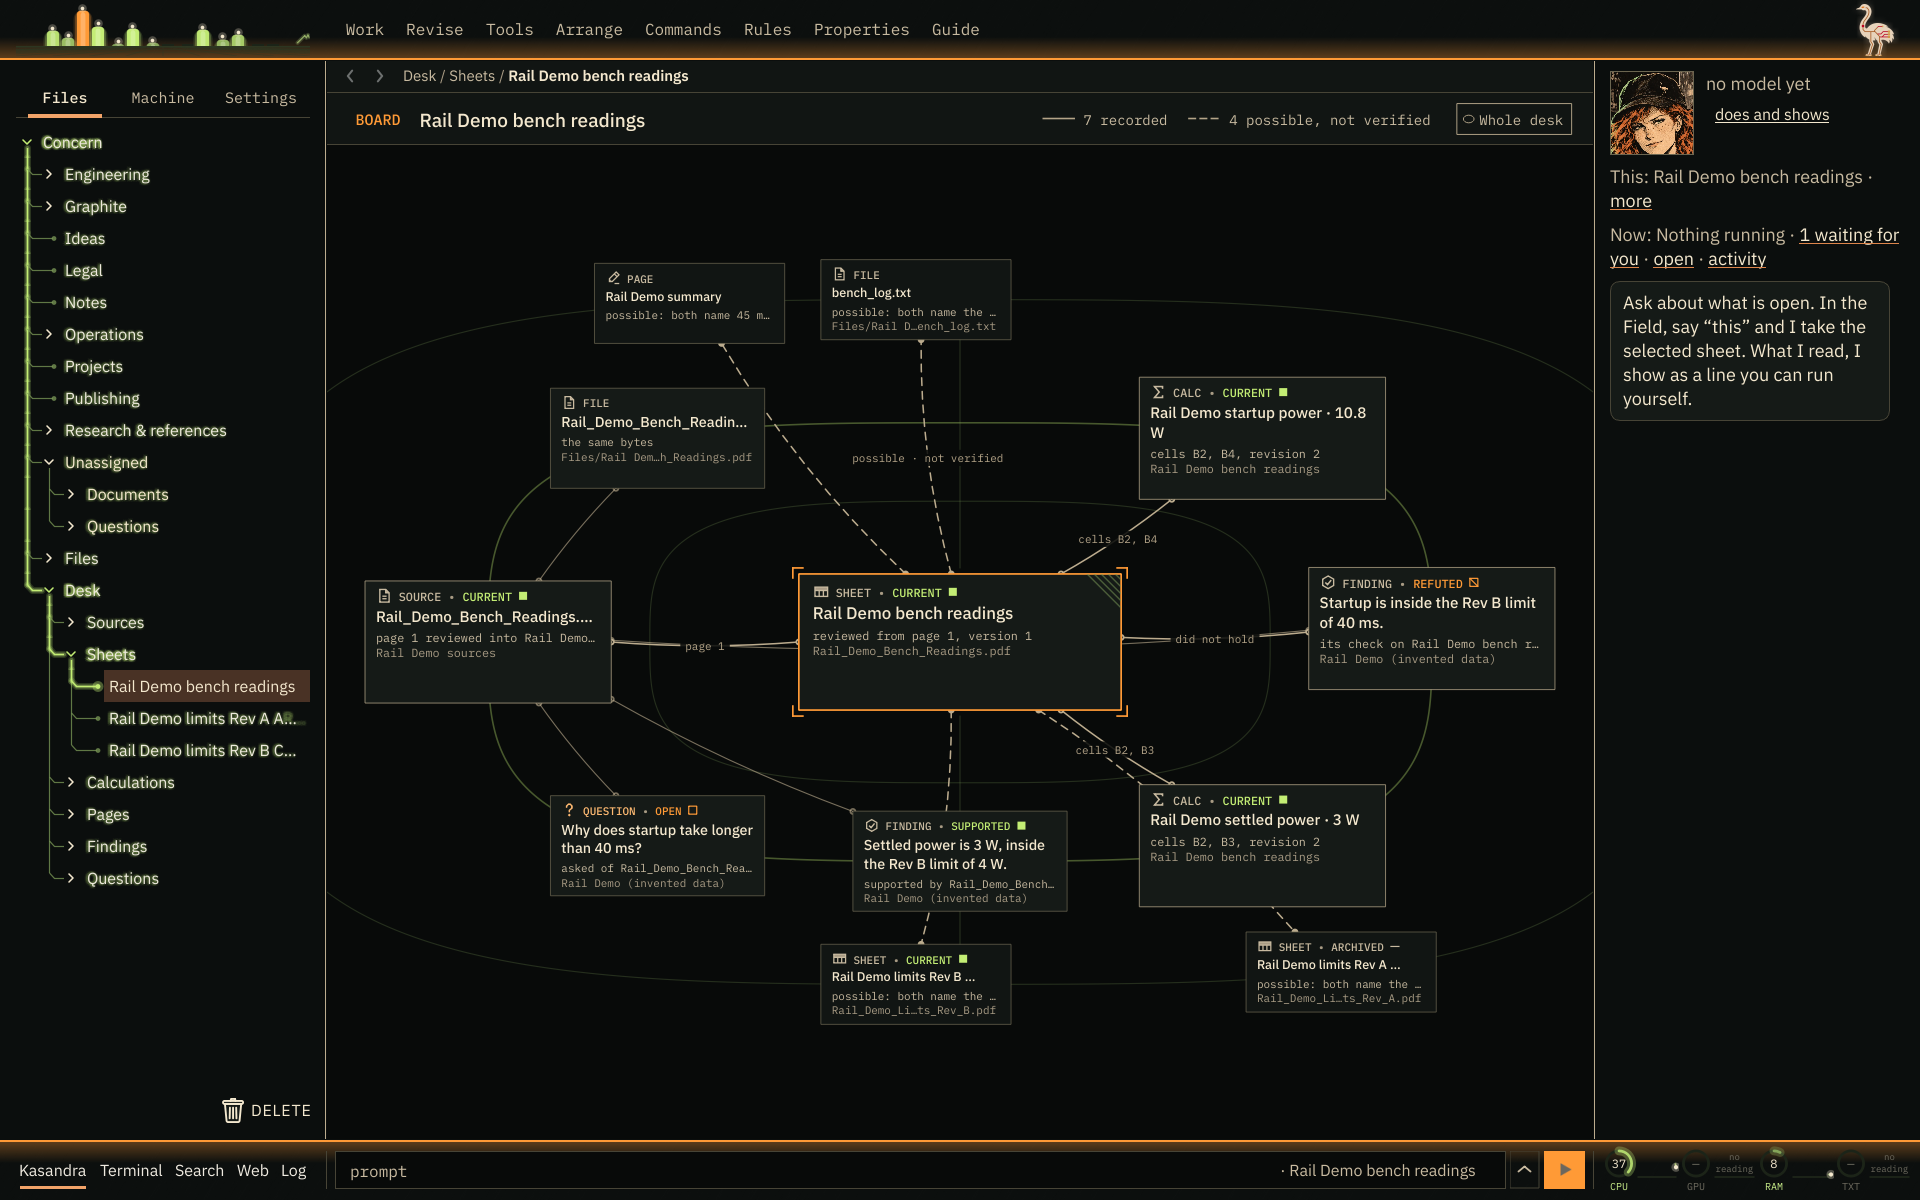 Work Revise Tools Arrange Commands Rules Properties Guide
Files Machine Settings
Concern
Engineering
Graphite
Ideas
Legal
Notes
Operations
Projects
Publishing
Research & references
Unassigned
Documents
Questions
Files
Desk
Sources
Sheets
Rail Demo bench readings
Rail Demo limits Rev A A...
Rail Demo limits Rev B C...
Calculations
Pages
Findings
Questions
DELETE
Desk / Sheets / Rail Demo bench readings
BOARD Rail Demo bench readings
7 recorded
4 possible, not verified
Whole desk
PAGE
Rail Demo summary
possible: both name 45 m…
FILE
bench_log.txt
possible: both name the …
Files/Rail D…ench_log.txt
FILE
Rail_Demo_Bench_Readin...
the same bytes
Files/Rail Dem…h_Readings.pdf
possible · not verified
CALC • CURRENT
Rail Demo startup power · 10.8
W
cells B2, B4, revision 2
Rail Demo bench readings
cells B2, B4
SOURCE • CURRENT
Rail_Demo_Bench_Readings....
page 1 reviewed into Rail Demo…
Rail Demo sources
page 1
SHEET • CURRENT
Rail Demo bench readings
reviewed from page 1, version 1
Rail_Demo_Bench_Readings.pdf
did not hold
FINDING • REFUTED
Startup is inside the Rev B limit
of 40 ms.
its check on Rail Demo bench r…
Rail Demo (invented data)
cells B2, B3
QUESTION • OPEN
Why does startup take longer
than 40 ms?
asked of Rail_Demo_Bench_Rea…
Rail Demo (invented data)
FINDING • SUPPORTED
Settled power is 3 W, inside
the Rev B limit of 4 W.
supported by Rail_Demo_Bench…
Rail Demo (invented data)
CALC • CURRENT
Rail Demo settled power · 3 W
cells B2, B3, revision 2
Rail Demo bench readings
SHEET • CURRENT
Rail Demo limits Rev B ...
possible: both name the …
Rail_Demo_Li…ts_Rev_B.pdf
SHEET • ARCHIVED
Rail Demo limits Rev A ...
possible: both name the …
Rail_Demo_Li…ts_Rev_A.pdf
no model yet
does and shows
This: Rail Demo bench readings ·
more
Now: Nothing running · 1 waiting for
you · open · activity
Ask about what is open. In the
Field, say “this” and I take the
selected sheet. What I read, I
show as a line you can run
yourself.
Kasandra Terminal Search Web Log
prompt
· Rail Demo bench readings
37
CPU
no
reading
GPU
8
RAM
no
reading
TXT